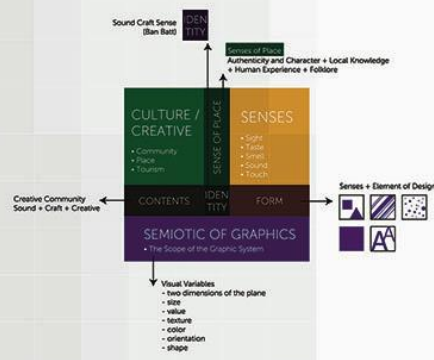 Sound Craft Sense
(Ban Batt)
IDEN
TITY
Senses of Place
Authenticity and Character + Local Knowledge
+ Human Experience + Folklore
CULTURE /
CREATIVE
• Community
• Place
• Tourism
SENSE OF PLACE
SENSES
• Sight
• Taste
• Smell
• Sound
• Touch
Creative Community
Sound + Craft + Creative
CONTENTS
IDEN
TITY
FORM
Senses + Element of Design
SEMIOTIC OF GRAPHICS
• The Scope of the Graphic System
AA
Visual Variables
- two dimensions of the plane
- size
- value
- texture
- color
- orientation
- shape